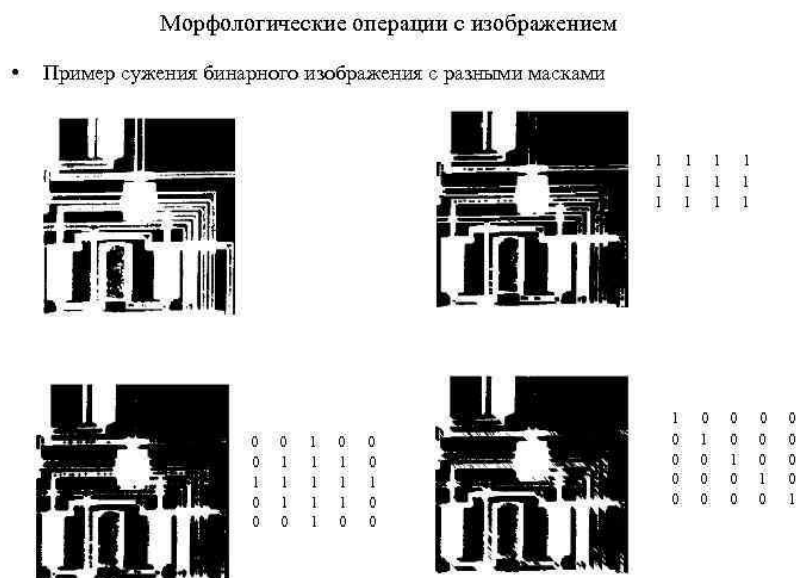 Морфологические операции с изображением
• Пример сужения бинарного изображения с разными масками
1 1 1 1
1 1 1 1
1 1 1 1
0 0 1 0 0
0 1 1 1 0
1 1 1 1 1
0 1 1 1 0
0 0 1 0 0
1 0 0 0 0
0 1 0 0 0
0 0 1 0 0
0 0 0 1 0
0 0 0 0 1